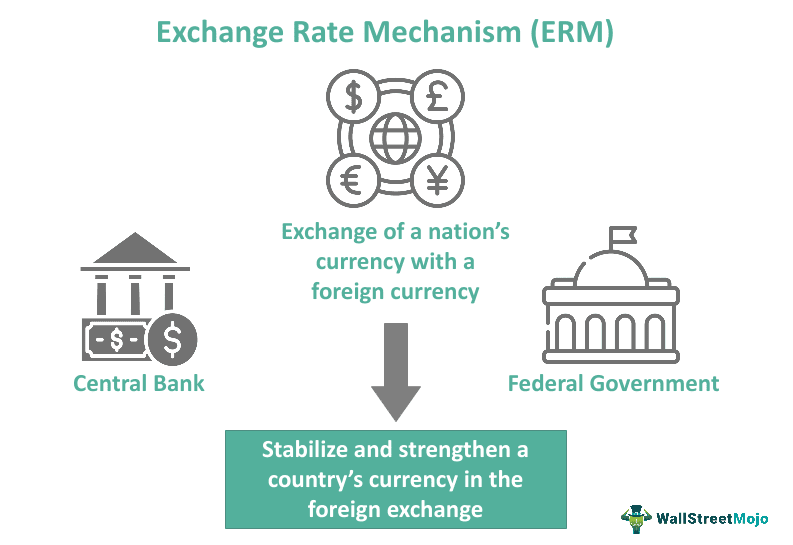 Exchange Rate Mechanism (ERM)
$ £
€ ¥
Exchange of a nation's
currency with a
foreign currency
-$- $
Central Bank
Federal Government
Stabilize and strengthen a
country's currency in the
foreign exchange
WallStreetMojo